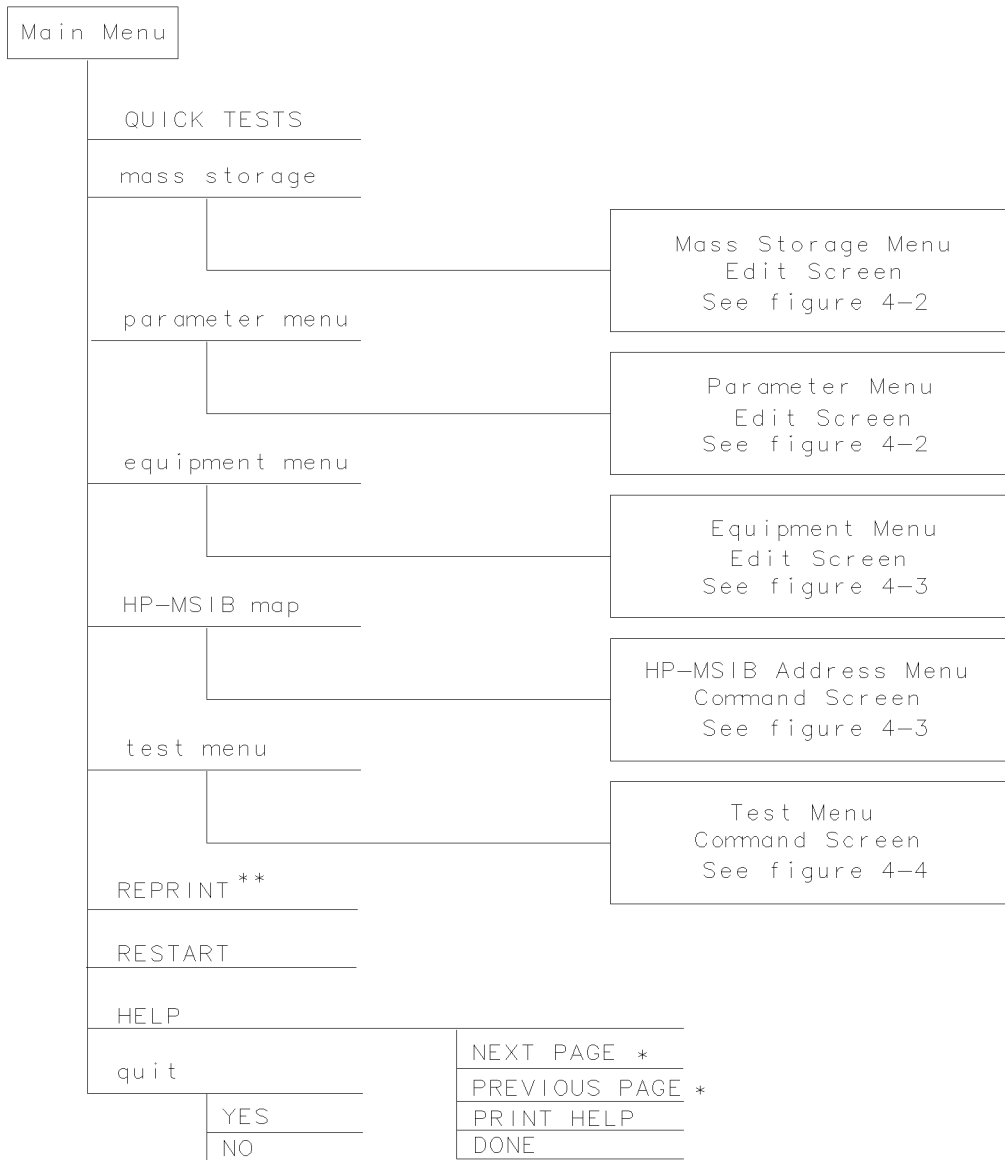 Main Menu
QUICK TESTS
mass storage
Mass Storage Menu
Edit Screen
See figure 4-2
parameter menu
Parameter Menu
Edit Screen
See figure 4-2
equipment menu
Equipment Menu
Edit Screen
See figure 4-3
HP-MSIB map
HP-MSIB Address Menu
Command Screen
See figure 4-3
test menu
Test Menu
Command Screen
See figure 4-4
REPRINT **
RESTART
HELP
NEXT PAGE *
PREVIOUS PAGE *
PRINT HELP
DONE
quit
YES
NO